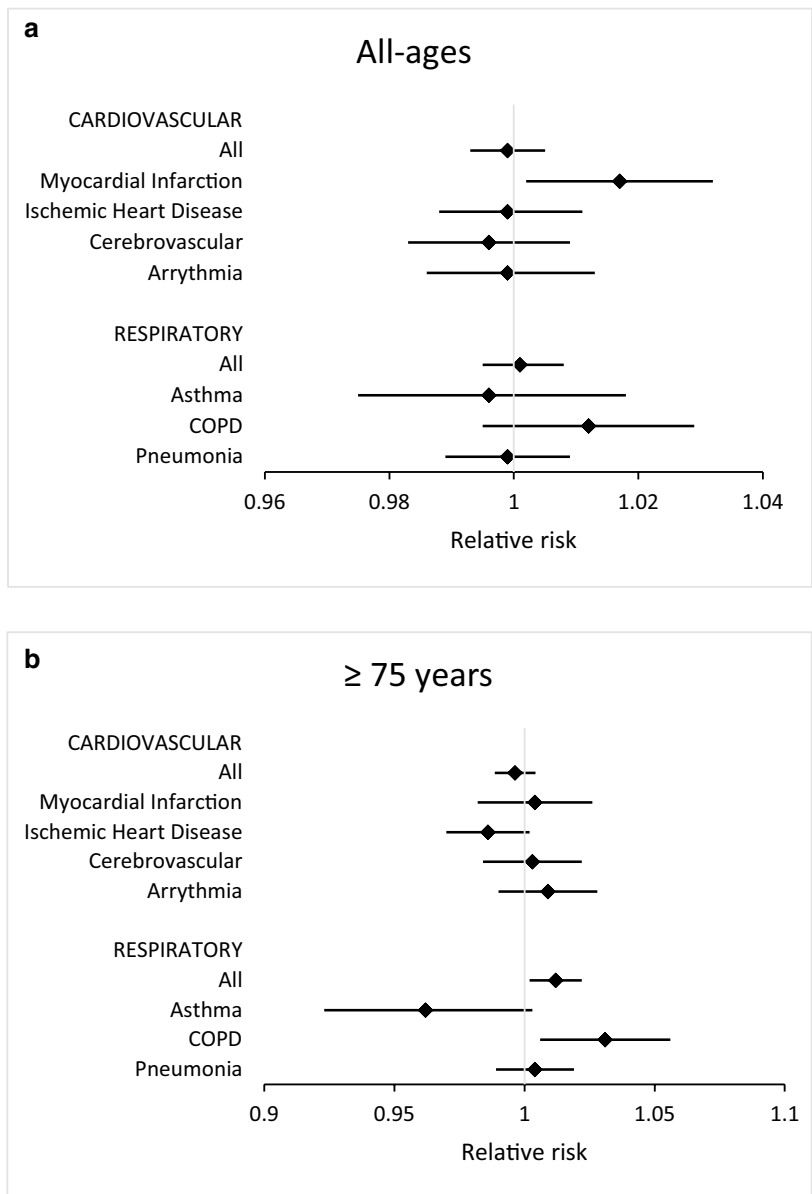 a
All-ages
CARDIOVASCULAR
All
Myocardial Infarction
Ischemic Heart Disease
Cerebrovascular
Arrythmia
RESPIRATORY
All
Asthma
COPD
Pneumonia
0.96 0.98 1 1.02 1.04
Relative risk
b
≥ 75 years
CARDIOVASCULAR
All
Myocardial Infarction
Ischemic Heart Disease
Cerebrovascular
Arrythmia
RESPIRATORY
All
Asthma
COPD
Pneumonia
0.9 0.95 1 1.05 1.1
Relative risk